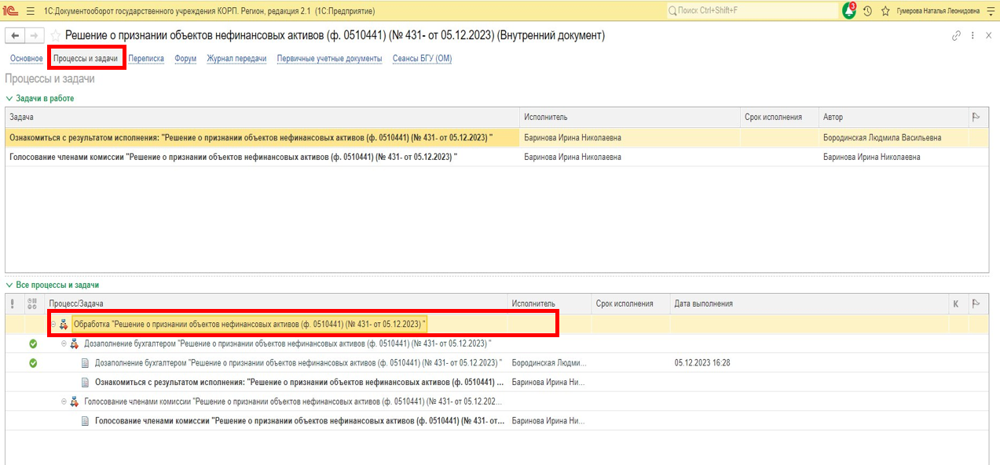 1С:Документооборот государственного учреждения КОРП. Регион, редакция 2.1 (1С:Предприятие) Поиск Ctrl+Shift+F 3 Гумерова Наталья Леонидовна
Решение о признании объектов нефинансовых активов (ф. 0510441) (№ 431- от 05.12.2023) (Внутренний документ)
Основное Процессы и задачи Переписка Форум Журнал передачи Первичные учетные документы Сеансы БГУ (ОМ)
Процессы и задачи
Задачи в работе
Задача Исполнитель Срок исполнения Автор
Ознакомиться с результатом исполнения: "Решение о признании объектов нефинансовых активов (ф. 0510441) (№ 431- от 05.12.2023) " Баринова Ирина Николаевна Бородинская Людмила Васильевна
Голосование членами комиссии "Решение о признании объектов нефинансовых активов (ф. 0510441) (№ 431- от 05.12.2023) " Баринова Ирина Николаевна Баринова Ирина Николаевна
Все процессы и задачи
Процесс/Задача Исполнитель Срок исполнения Дата выполнения К
Обработка "Решение о признании объектов нефинансовых активов (ф. 0510441) (№ 431- от 05.12.2023) "
Дозаполнение бухгалтером "Решение о признании объектов нефинансовых активов (ф. 0510441) (№ 431- от 05.12.2023) "
Дозаполнение бухгалтером "Решение о признании объектов нефинансовых активов (ф. 0510441) (№ 431- от 05.12.2023) " Бородинская Людми... 05.12.2023 16:28
Ознакомиться с результатом исполнения: "Решение о признании объектов нефинансовых активов (ф. 0510441) ... Баринова Ирина Ни...
Голосование членами комиссии "Решение о признании объектов нефинансовых активов (ф. 0510441) (№ 431- от 05.12.202...
Голосование членами комиссии "Решение о признании объектов нефинансовых активов (ф. 0510441) (№ 431- от... Баринова Ирина Ни...